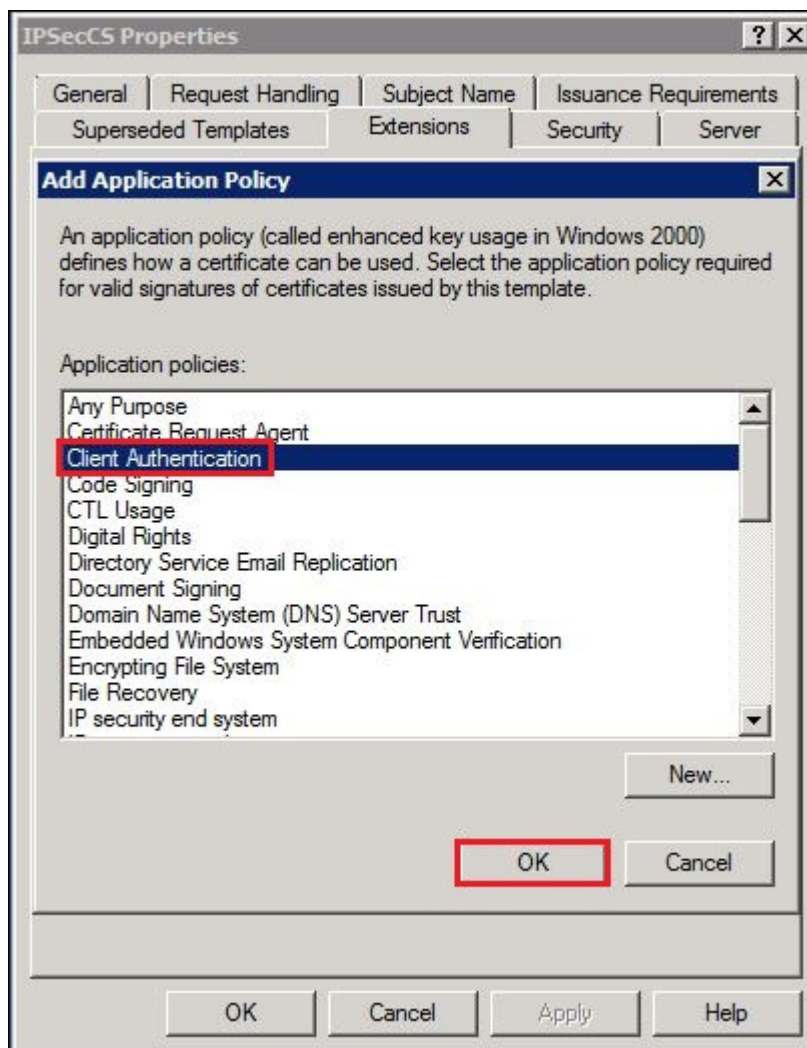 IPSecCS Properties
General
Request Handling
Subject Name
Issuance Requirements
Superseded Templates
Extensions
Security
Server
Add Application Policy
An application policy (called enhanced key usage in Windows 2000)
defines how a certificate can be used. Select the application policy required
for valid signatures of certificates issued by this template.
Application policies:
Any Purpose
Certificate Request Agent
Client Authentication
Code Signing
CTL Usage
Digital Rights
Directory Service Email Replication
Document Signing
Domain Name System (DNS) Server Trust
Embedded Windows System Component Verification
Encrypting File System
File Recovery
IP security end system
New...
OK
Cancel
OK
Cancel
Apply
Help